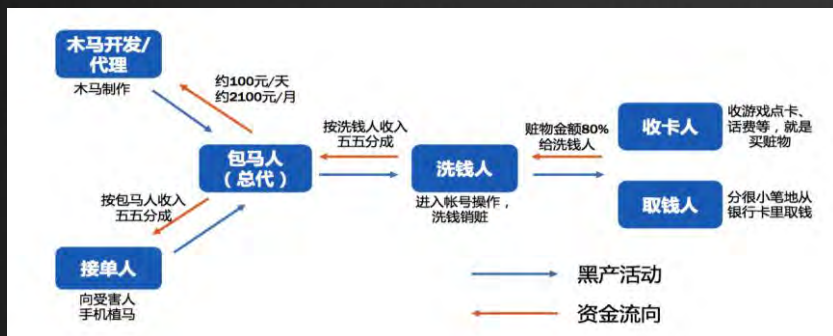 木马开发/
代理
木马制作
约100元/天
约2100元/月
包马人
（总代）
按包马人收入
五五分成
接单人
向受害人
手机植马
按洗钱人收入
五五分成
洗钱人
进入帐号操作，
洗钱销赃
赃物金额80%
给洗钱人
收卡人
收游戏点卡、
话费等，就是
买赃物
取钱人
分很小笔地从
银行卡里取钱
黑产活动
资金流向